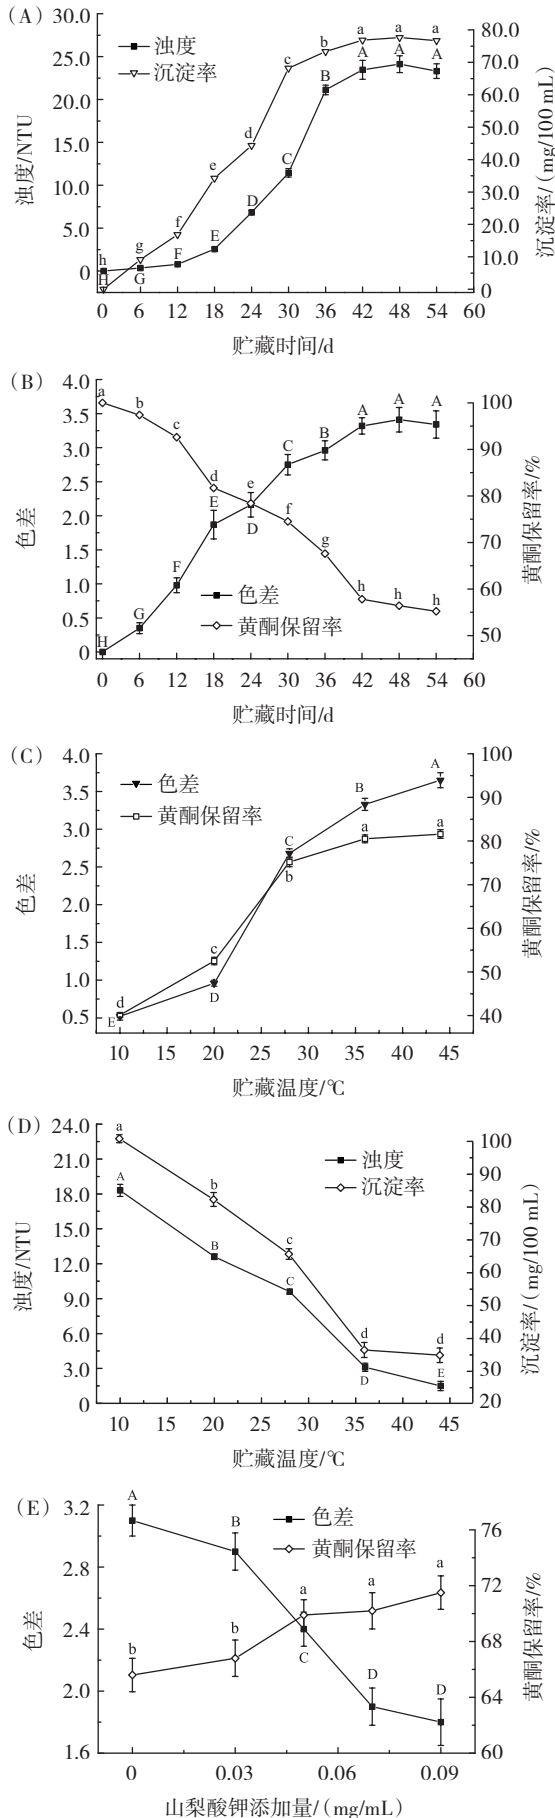 (A)
30.0
25.0
20.0
15.0
10.0
5.0
0
浊度/NTU
浊度
沉淀率
h
g
f
e
d
c
b
a
a
a
H
G
F
E
D
C
B
A
A
A
80.0
70.0
60.0
50.0
40.0
30.0
20.0
10.0
0
沉淀率/(mg/100 mL)
0 6 12 18 24 30 36 42 48 54 60
贮藏时间/d
(B)
4.0
3.5
3.0
2.5
2.0
1.5
1.0
0.5
0
色差
a
b
c
d
e
f
g
h
h
h
H
G
F
E
D
C
B
A
A
A
色差
黄酮保留率
100
90
80
70
60
50
黄酮保留率/%
0 6 12 18 24 30 36 42 48 54 60
贮藏时间/d
(C)
4.0
3.5
3.0
2.5
2.0
1.5
1.0
0.5
色差
色差
黄酮保留率
E
D
C
B
A
d
c
b
a
a
100
90
80
70
60
50
40
黄酮保留率/%
10 15 20 25 30 35 40 45
贮藏温度/℃
(D)
24.0
21.0
18.0
15.0
12.0
9.0
6.0
3.0
0
浊度/NTU
浊度
沉淀率
a
b
c
d
d
A
B
C
D
E
100
90
80
70
60
50
40
30
20
沉淀率/(mg/100 mL)
10 15 20 25 30 35 40 45
贮藏温度/℃
(E)
3.2
2.8
2.4
2.0
1.6
色差
色差
黄酮保留率
A
B
C
D
D
b
b
a
a
a
76
72
68
64
60
黄酮保留率/%
0 0.03 0.06 0.09
山梨酸钾添加量/(mg/mL)